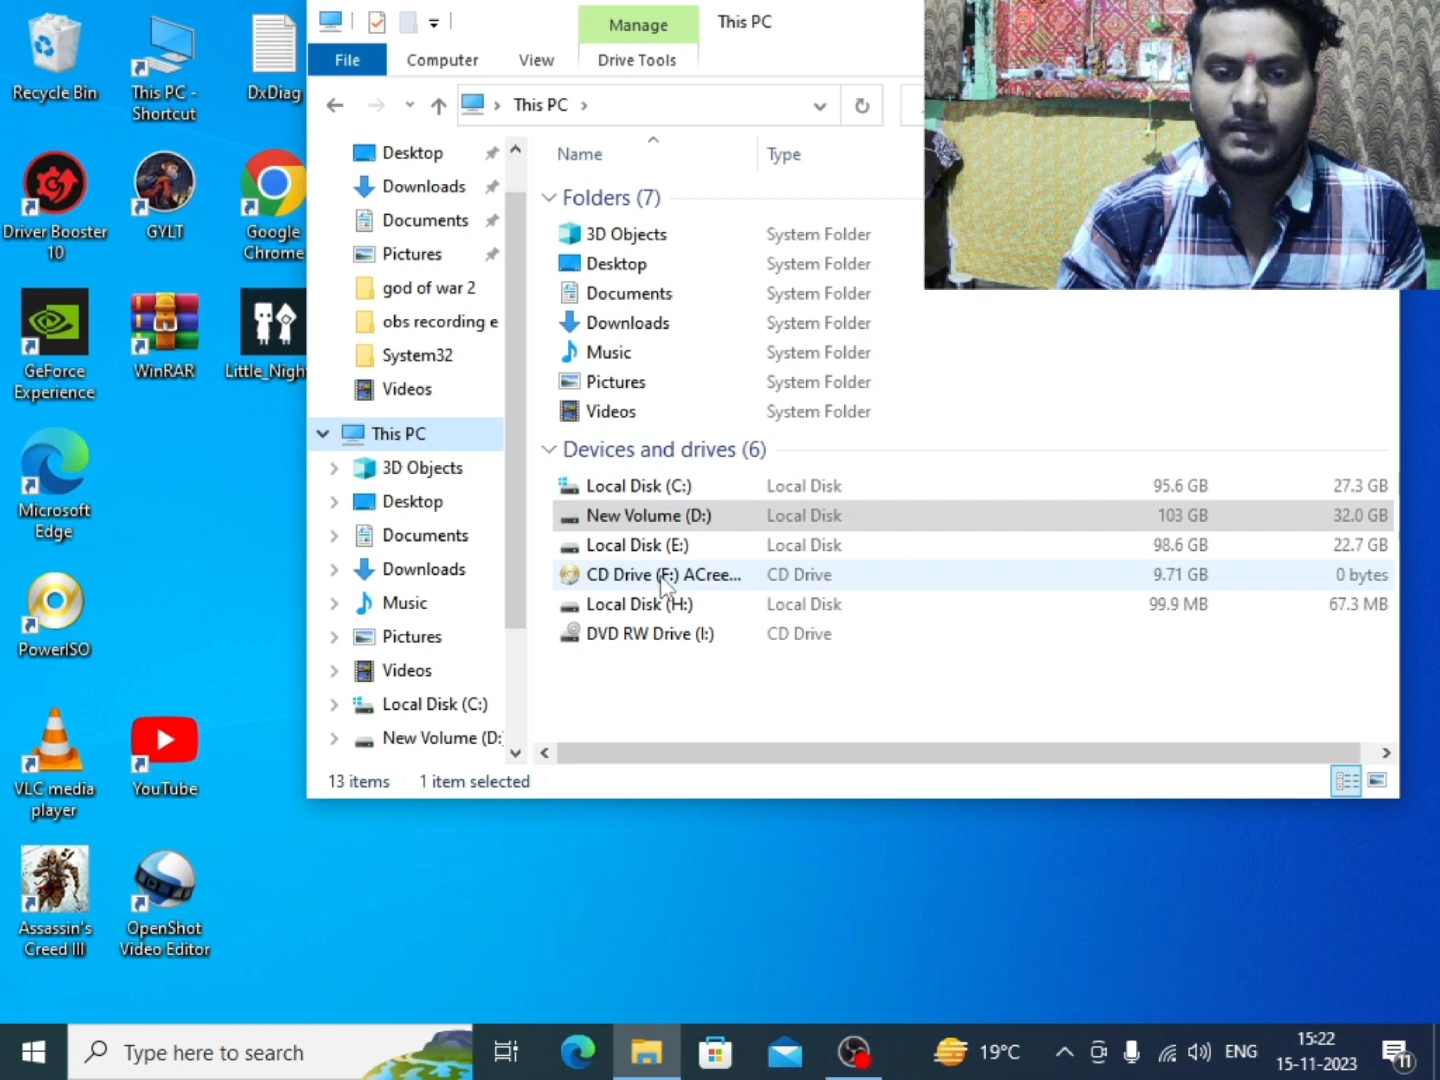 Manage
This PC
File
Computer
View
Drive Tools
This PC
Recycle Bin
This PC -
Shortcut
DxDiag
Driver Booster
10
GYLT
Google
Chrome
GeForce
Experience
WinRAR
Little_Nigh
Microsoft
Edge
PowerISO
VLC media
player
YouTube
Assassin's
Creed III
OpenShot
Video Editor
Desktop
Downloads
Documents
Pictures
god of war 2
obs recording e
System32
Videos
This PC
3D Objects
Desktop
Documents
Downloads
Music
Pictures
Videos
Local Disk (C:)
New Volume (D:
Name
Type
Folders (7)
3D Objects System Folder
Desktop System Folder
Documents System Folder
Downloads System Folder
Music System Folder
Pictures System Folder
Videos System Folder
Devices and drives (6)
Local Disk (C:) Local Disk 95.6 GB 27.3 GB
New Volume (D:) Local Disk 103 GB 32.0 GB
Local Disk (E:) Local Disk 98.6 GB 22.7 GB
CD Drive (F:) ACree... CD Drive 9.71 GB 0 bytes
Local Disk (H:) Local Disk 99.9 MB 67.3 MB
DVD RW Drive (I:) CD Drive
13 items
1 item selected
Type here to search
19°C
ENG
15:22
15-11-2023
11